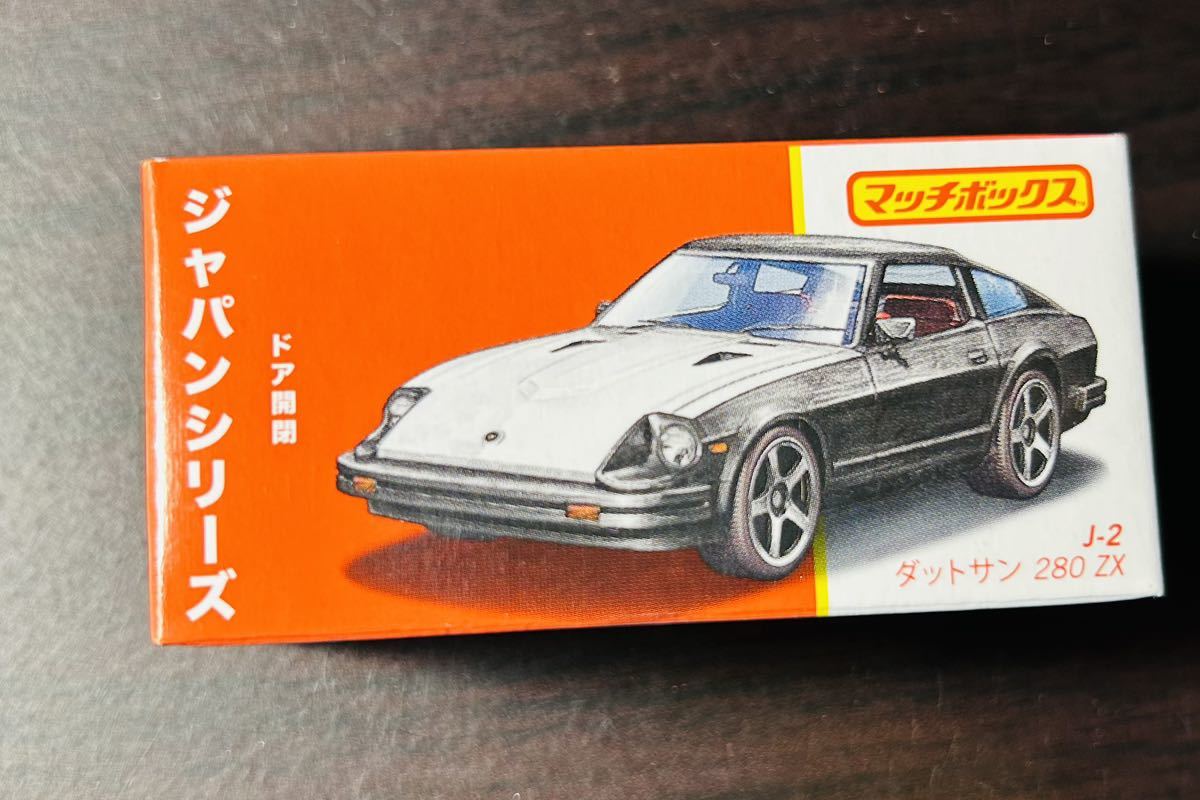 ジャパンシリーズ
ドア開閉
マッチボックス
J-2
ダットサン 280 ZX